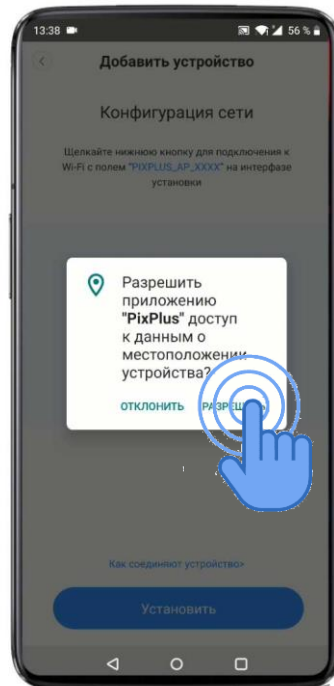 13:38
56 %
Добавить устройство
Конфигурация сети
Щелкайте нижнюю кнопку для подключения к
Wi-Fi с полем "PIXPLUS_AP_XXXX" на интерфазе
установки
Разрешить
приложению
"PixPlus" доступ
к данным о
местоположении
устройства?
ОТКЛОНИТЬ РАЗРЕШИТЬ
Как соединяют устройство>
Установить